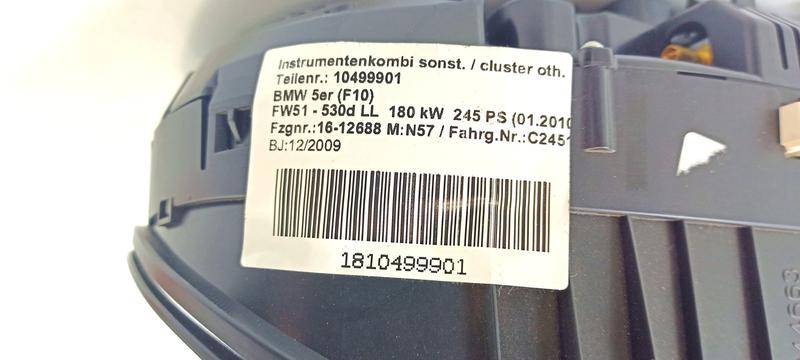 Instrumentenkombi sonst. / cluster oth.
Teilenr.: 10499901
BMW 5er (F10)
FW51 - 530d LL 180 kW 245 PS (01.2010
Fzgnr.:16-12688 M:N57 / Fahrg.Nr.:C2451
BJ:12/2009
1810499901